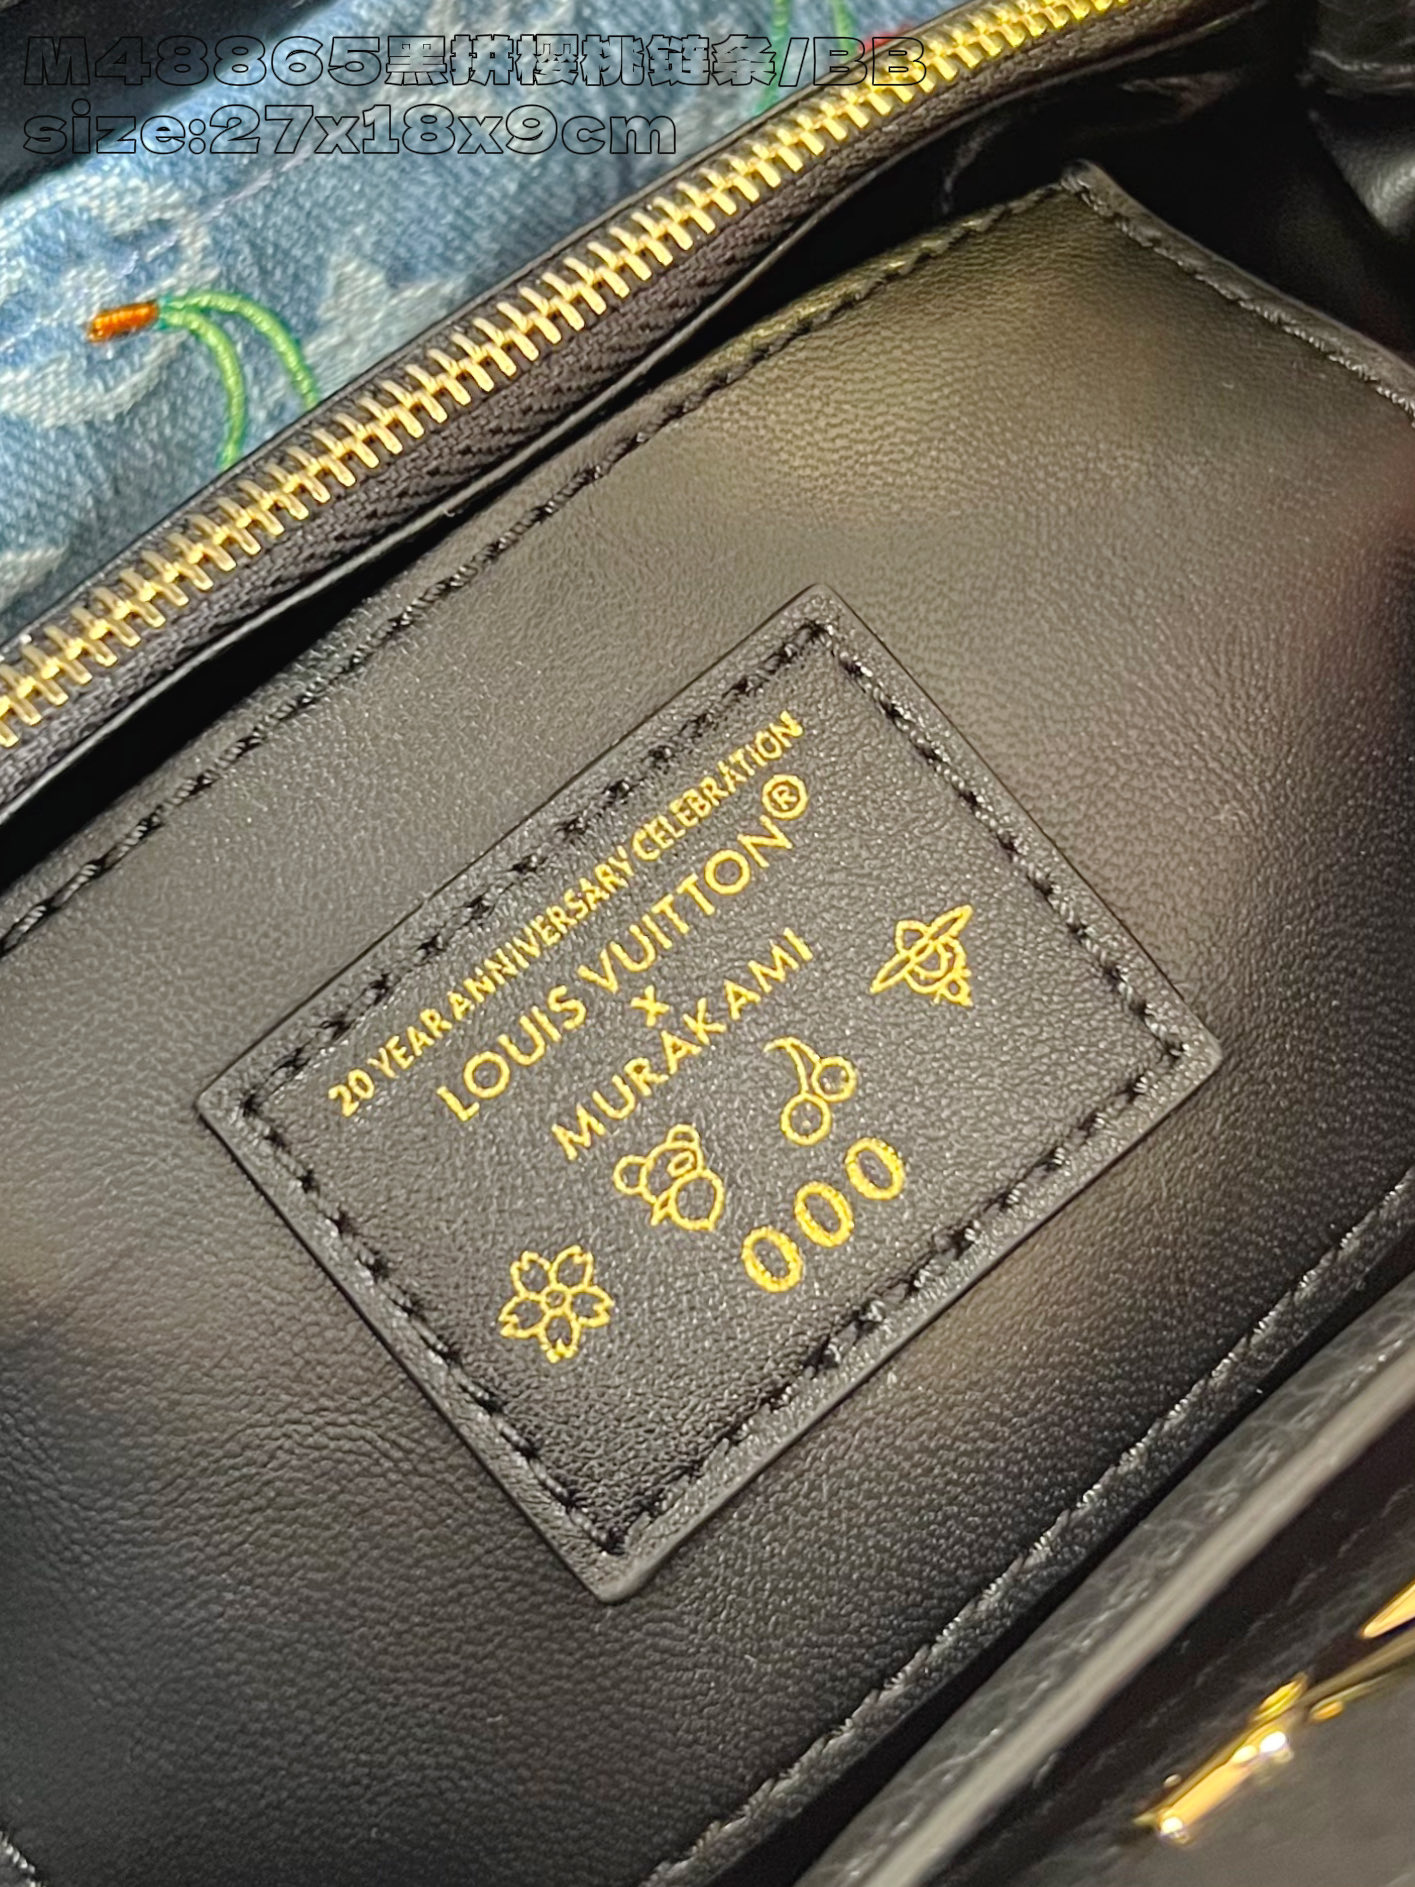 M48865黑拼樱桃链条/BB
size:27x18x9cm
20 YEAR ANNIVERSARY CELEBRATION
LOUIS VUITTON®
x
MURAKAMI
000